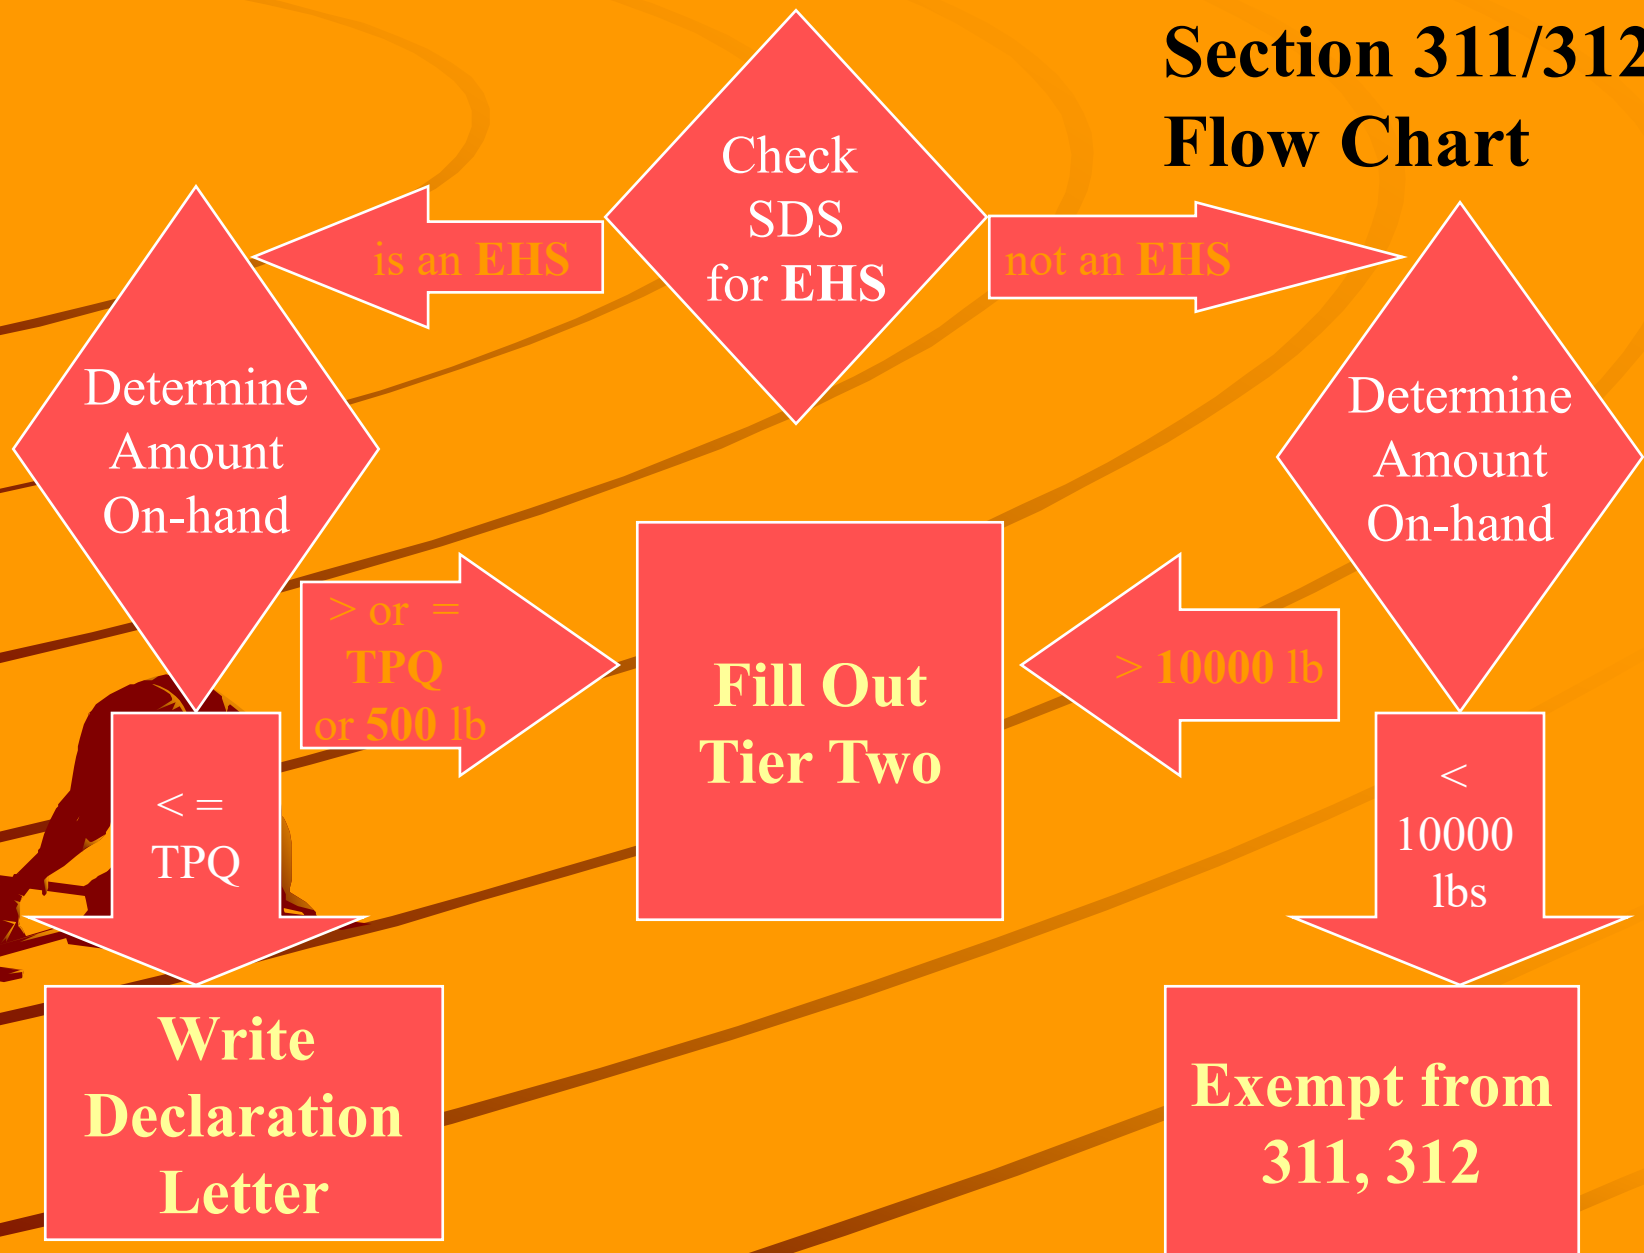 Section 311/312
Flow Chart
Check
SDS
for EHS
is an EHS
not an EHS
Determine
Amount
On-hand
Determine
Amount
On-hand
> or =
TPQ
or 500 lb
Fill Out
Tier Two
> 10000 lb
< =
TPQ
<
10000
lbs
Write
Declaration
Letter
Exempt from
311, 312